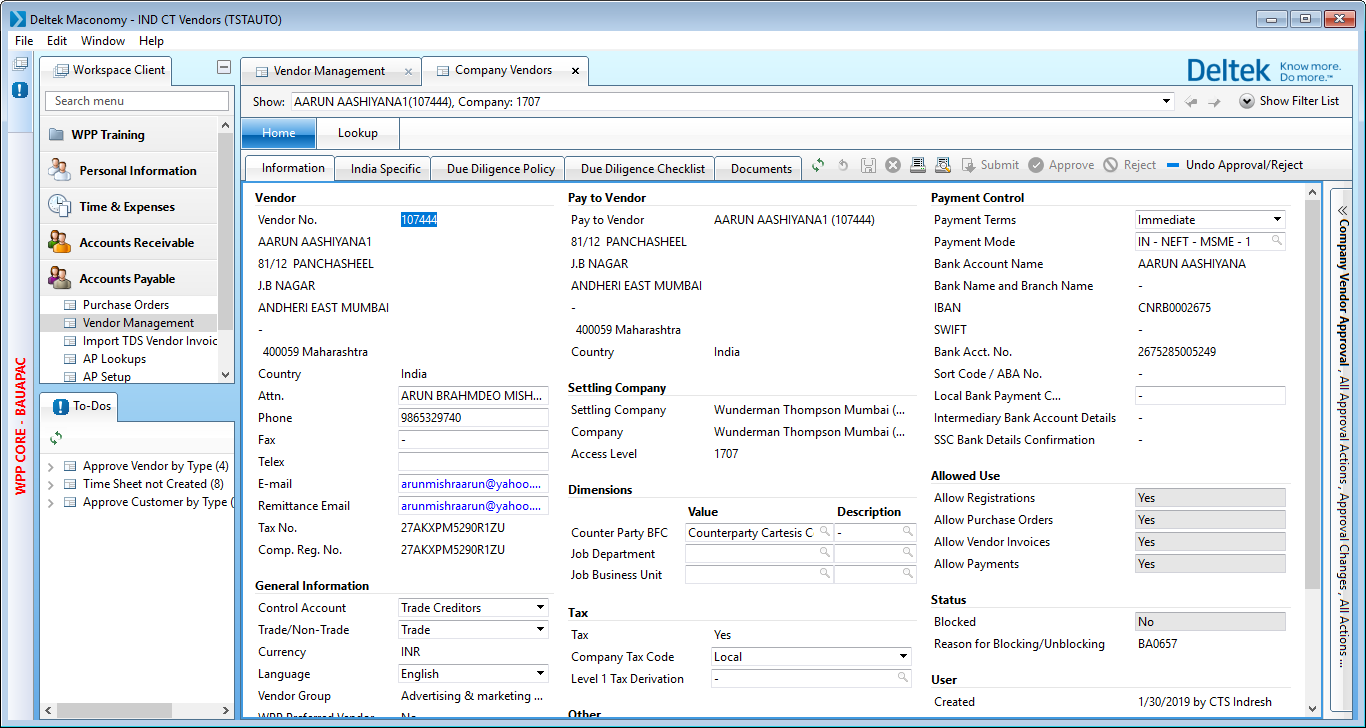 Deltek Maconomy - IND CT Vendors (TSTAUTO)
File Edit Window Help
Workspace Client
Search menu
WPP Training
Personal Information
Time & Expenses
Accounts Receivable
Accounts Payable
Purchase Orders
Vendor Management
Import TDS Vendor Invoic
AP Lookups
AP Setup
WPP CORE - BAUAPAC
To-Dos
Approve Vendor by Type (4)
Time Sheet not Created (8)
Approve Customer by Type (
Vendor Management
Company Vendors
Deltek Know more. Do more.™
Show: AARUN AASHIYANA1(107444), Company: 1707
Show Filter List
Home Lookup
Information India Specific Due Diligence Policy Due Diligence Checklist Documents
Submit Approve Reject Undo Approval/Reject
Vendor
Vendor No. 107444
AARUN AASHIYANA1
81/12 PANCHASHEEL
J.B NAGAR
ANDHERI EAST MUMBAI
-
400059 Maharashtra
Country India
Attn. ARUN BRAHMDEO MISH...
Phone 9865329740
Fax -
Telex
E-mail arunmishraarun@yahoo....
Remittance Email arunmishraarun@yahoo....
Tax No. 27AKXPM5290R1ZU
Comp. Reg. No. 27AKXPM5290R1ZU
General Information
Control Account Trade Creditors
Trade/Non-Trade Trade
Currency INR
Language English
Vendor Group Advertising & marketing ...
WPP Preferred Vendor No
Pay to Vendor
Pay to Vendor AARUN AASHIYANA1 (107444)
81/12 PANCHASHEEL
J.B NAGAR
ANDHERI EAST MUMBAI
-
400059 Maharashtra
Country India
Settling Company
Settling Company Wunderman Thompson Mumbai (...
Company Wunderman Thompson Mumbai (...
Access Level 1707
Dimensions
Value Description
Counter Party BFC Counterparty Cartesis C -
Job Department
Job Business Unit
Tax
Tax Yes
Company Tax Code Local
Level 1 Tax Derivation -
Other
Payment Control
Payment Terms Immediate
Payment Mode IN - NEFT - MSME - 1
Bank Account Name AARUN AASHIYANA
Bank Name and Branch Name -
IBAN CNRB0002675
SWIFT -
Bank Acct. No. 2675285005249
Sort Code / ABA No. -
Local Bank Payment C... -
Intermediary Bank Account Details -
SSC Bank Details Confirmation -
Allowed Use
Allow Registrations Yes
Allow Purchase Orders Yes
Allow Vendor Invoices Yes
Allow Payments Yes
Status
Blocked No
Reason for Blocking/Unblocking BA0657
User
Created 1/30/2019 by CTS Indresh
Company Vendor Approval , All Approval Actions , Approval Changes , All Actions ...